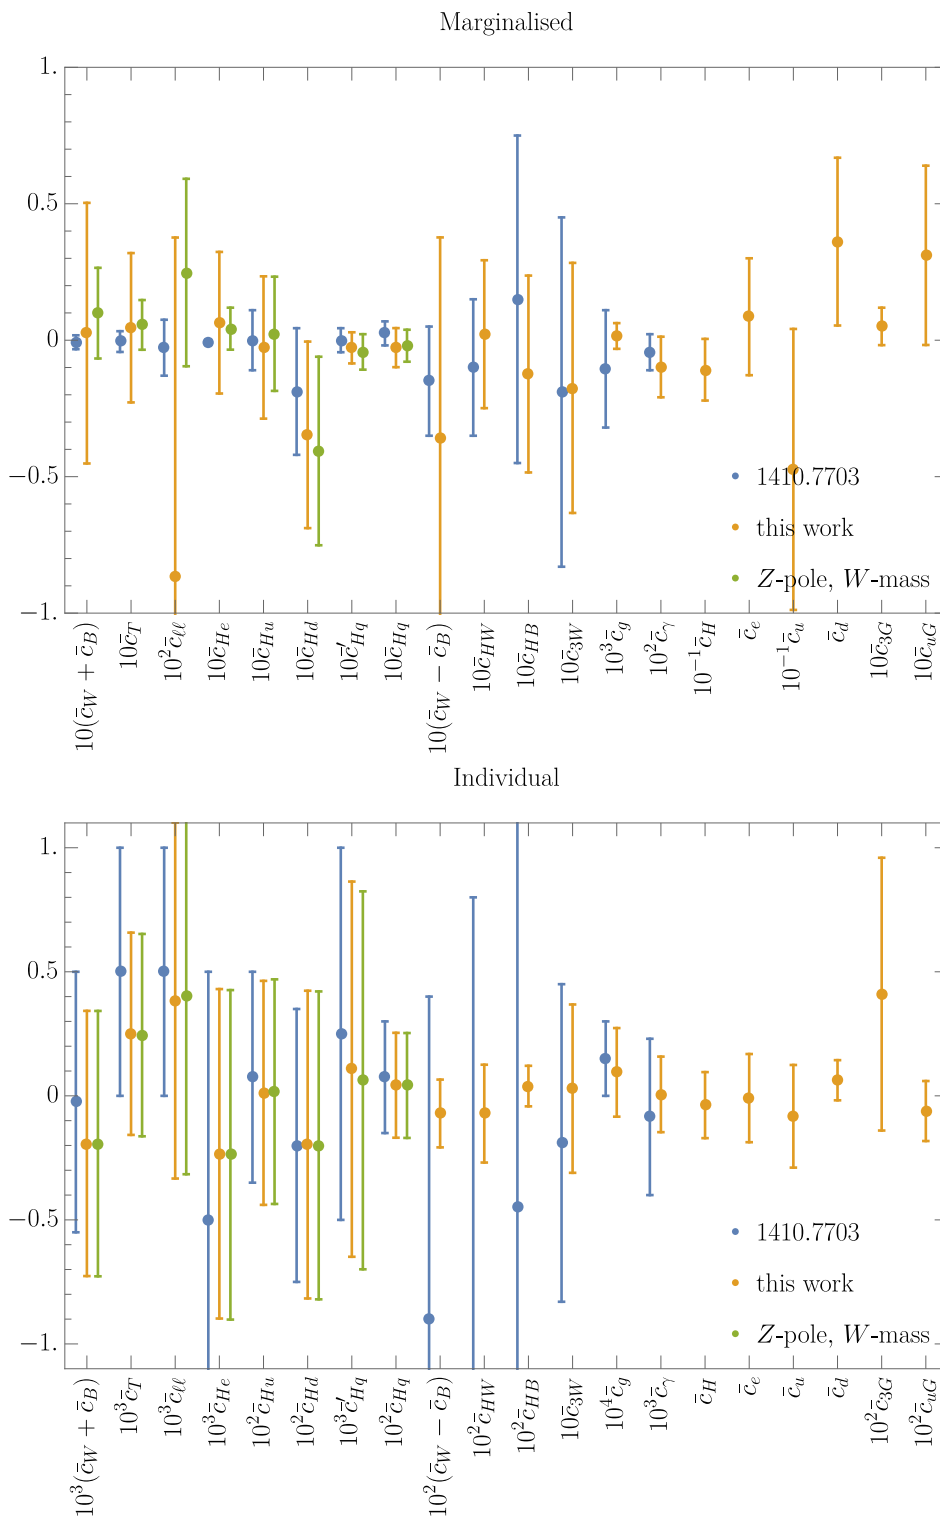 Marginalised
1.
0.5
0
−0.5
−1.
1410.7703
this work
Z-pole, W-mass
10(c̄_W + c̄_B)
10c̄_T
10²c̄_ℓℓ
10c̄_He
10c̄_Hu
10c̄_Hd
10c̄′_Hq
10c̄_Hq
10(c̄_W − c̄_B)
10c̄_HW
10c̄_HB
10c̄_3W
10³c̄_g
10²c̄_γ
10⁻¹c̄_H
c̄_e
10⁻¹c̄_u
c̄_d
10c̄_3G
10c̄_uG
Individual
1.
0.5
0
−0.5
−1.
1410.7703
this work
Z-pole, W-mass
10³(c̄_W + c̄_B)
10³c̄_T
10³c̄_ℓℓ
10³c̄_He
10²c̄_Hu
10²c̄_Hd
10³c̄′_Hq
10²c̄_Hq
10²(c̄_W − c̄_B)
10²c̄_HW
10²c̄_HB
10c̄_3W
10⁴c̄_g
10³c̄_γ
c̄_H
c̄_e
c̄_u
c̄_d
10²c̄_3G
10²c̄_uG